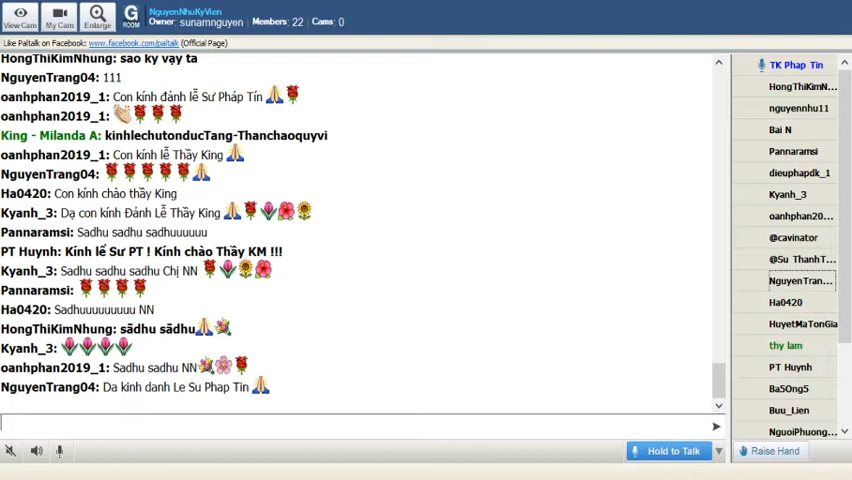 View Cam
My Cam
Enlarge
G
ROOM
NguyenNhuKyVien
Owner: sunamnguyen Members: 22 Cams: 0
Like Paltalk on Facebook: www.facebook.com/paltalk (Official Page)
HongThiKimNhung: sao ky vạy ta
NguyenTrang04: 111
oanhphan2019_1: Con kính đảnh lễ Sư Pháp Tín
oanhphan2019_1:
King - Milanda A: kinhlechutonducTang-Thanchaoquyvi
oanhphan2019_1: Con kính lễ Thầy King
NguyenTrang04:
Ha0420: Con kính chào thầy King
Kyanh_3: Dạ con kính Đảnh Lễ Thầy King
Pannaramsi: Sadhu sadhu sadhuuuuuu
PT Huynh: Kính lể Sư PT ! Kính chào Thầy KM !!!
Kyanh_3: Sadhu sadhu sadhu Chị NN
Pannaramsi:
Ha0420: Sadhuuuuuuuuu NN
HongThiKimNhung: sādhu sādhu
Kyanh_3:
oanhphan2019_1: Sadhu sadhu NN
NguyenTrang04: Da kinh danh Le Su Phap Tin
Hold to Talk
TK Phap Tin
HongThiKimN...
nguyennhu11
Bai N
Pannaramsi
dieuphapdk_1
Kyanh_3
oanhphan20...
@cavinator
@Su ThanhT...
NguyenTran...
Ha0420
HuyetMaTonGia
thy lam
PT Huynh
Ba5Ong5
Buu_Lien
NguoiPhuong...
Raise Hand